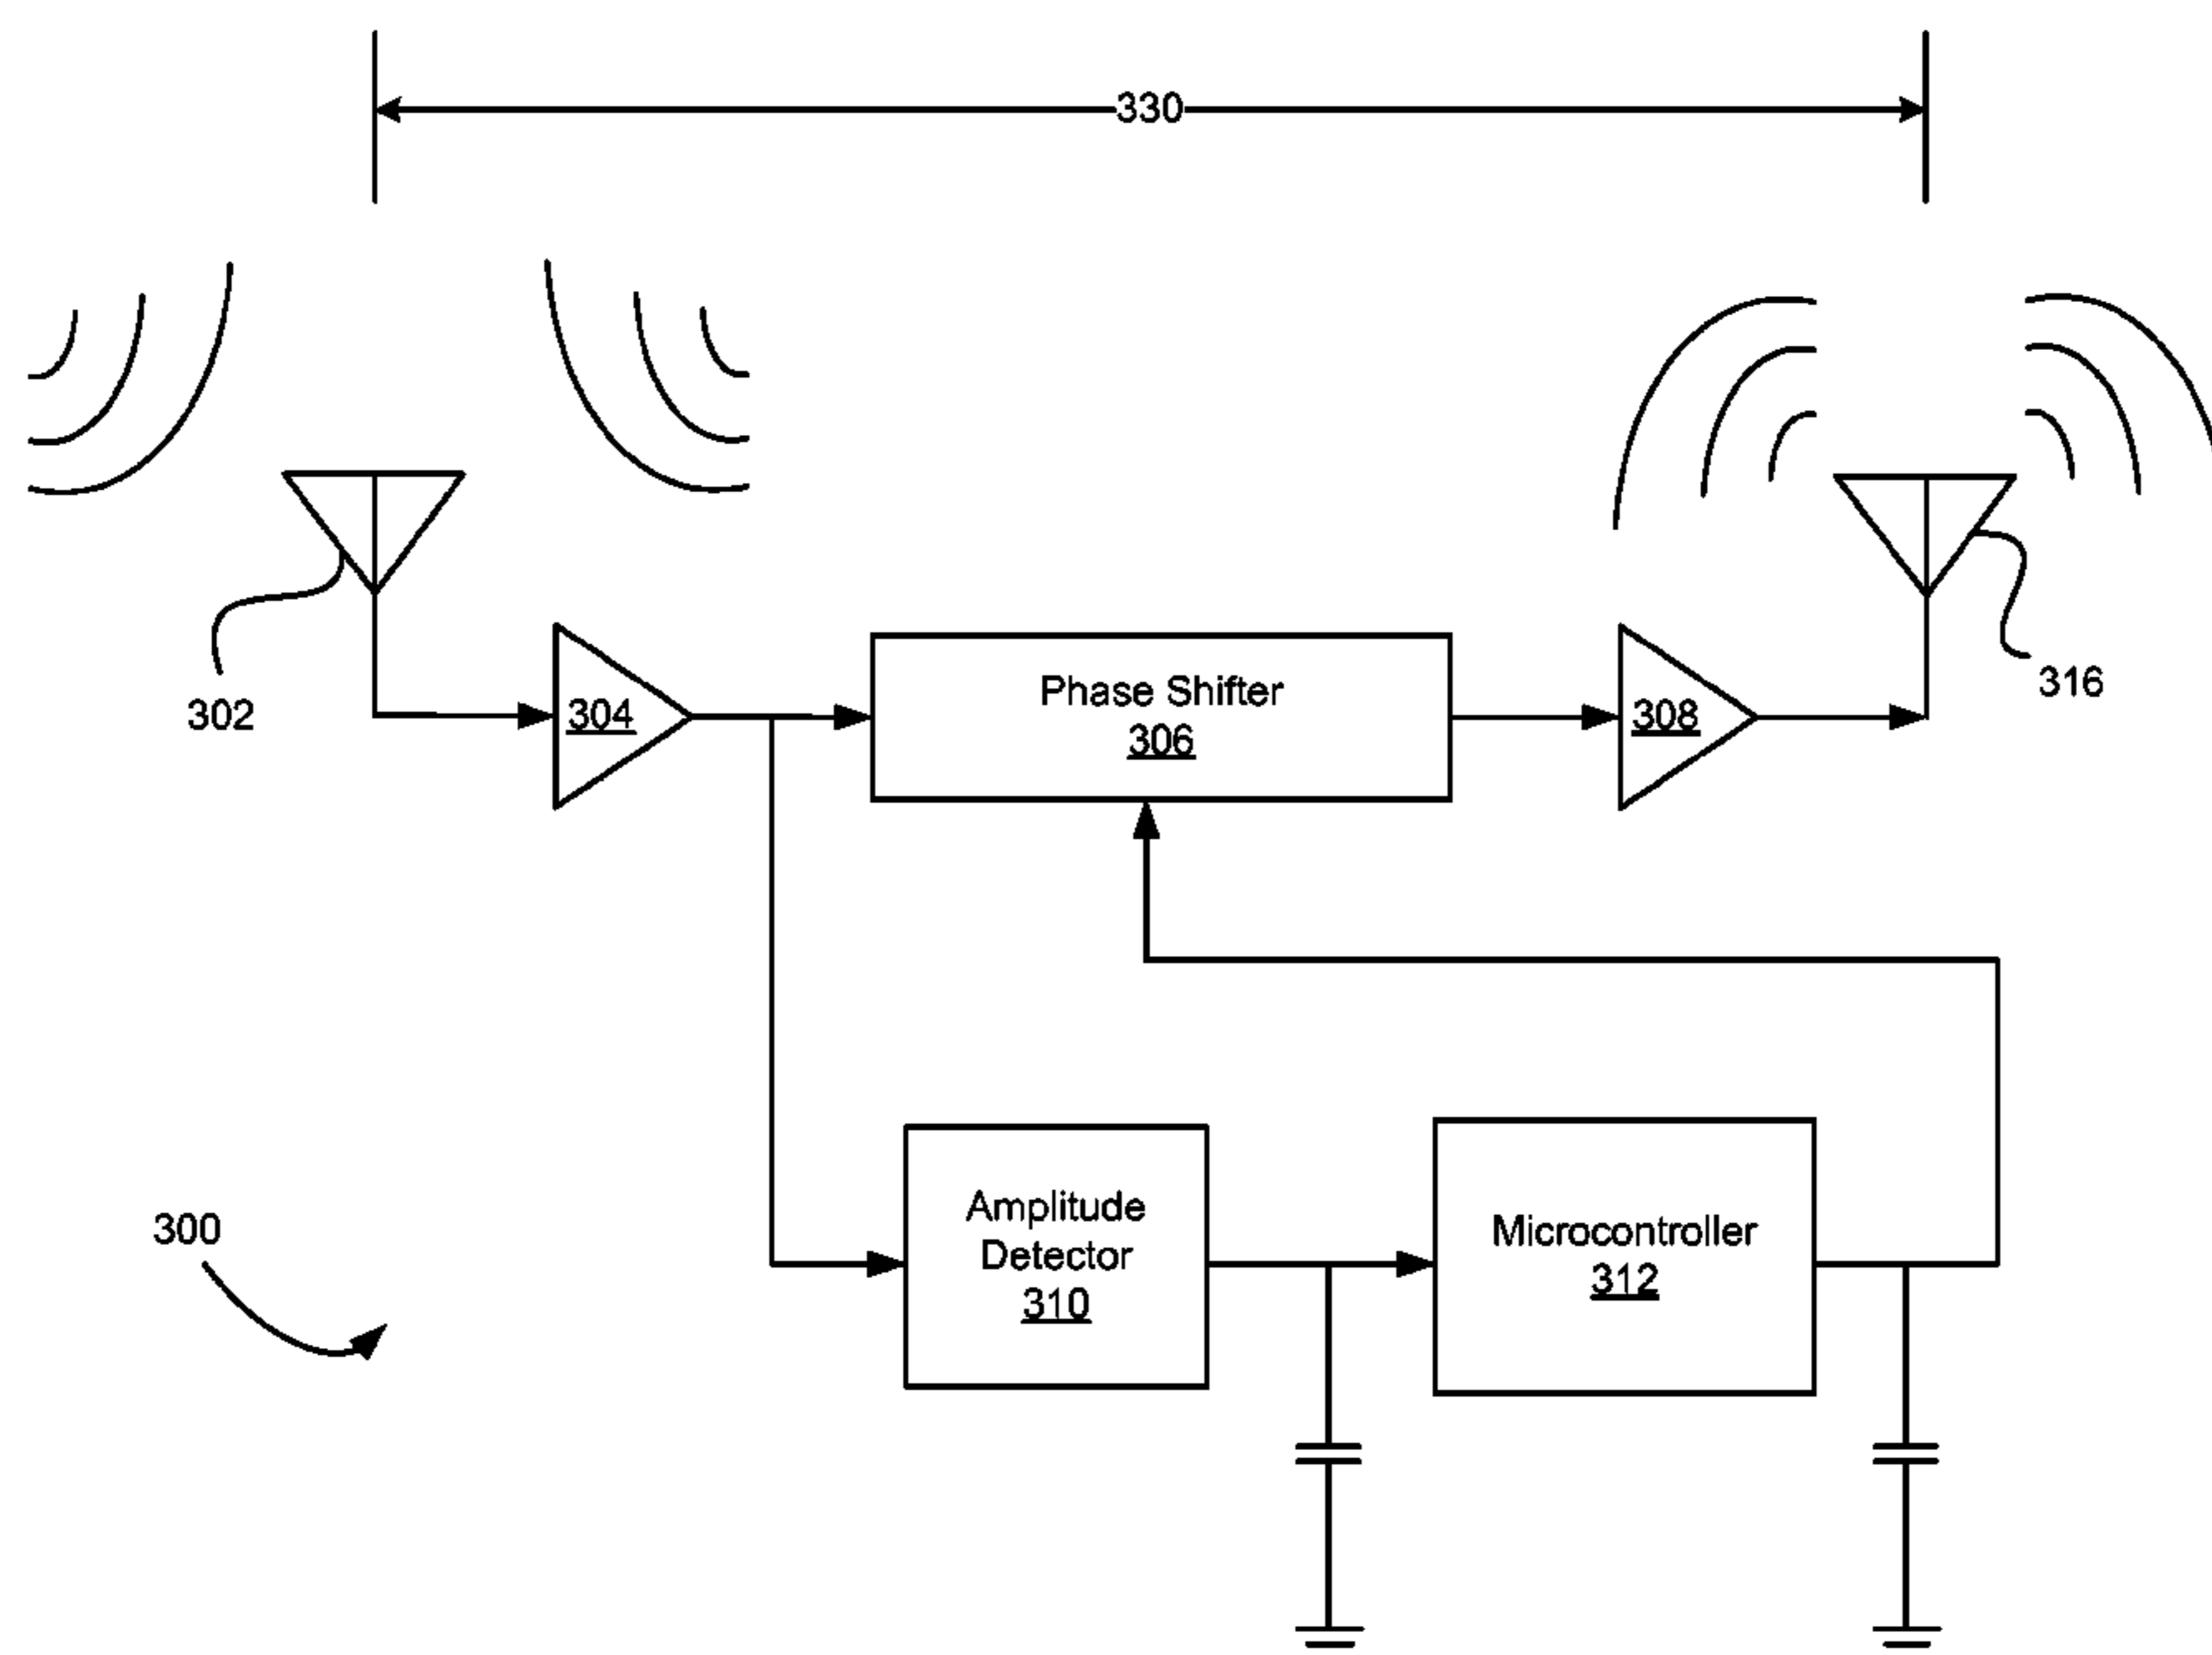 330
302
304
Phase Shifter
306
308
316
300
Amplitude
Detector
310
Microcontroller
312